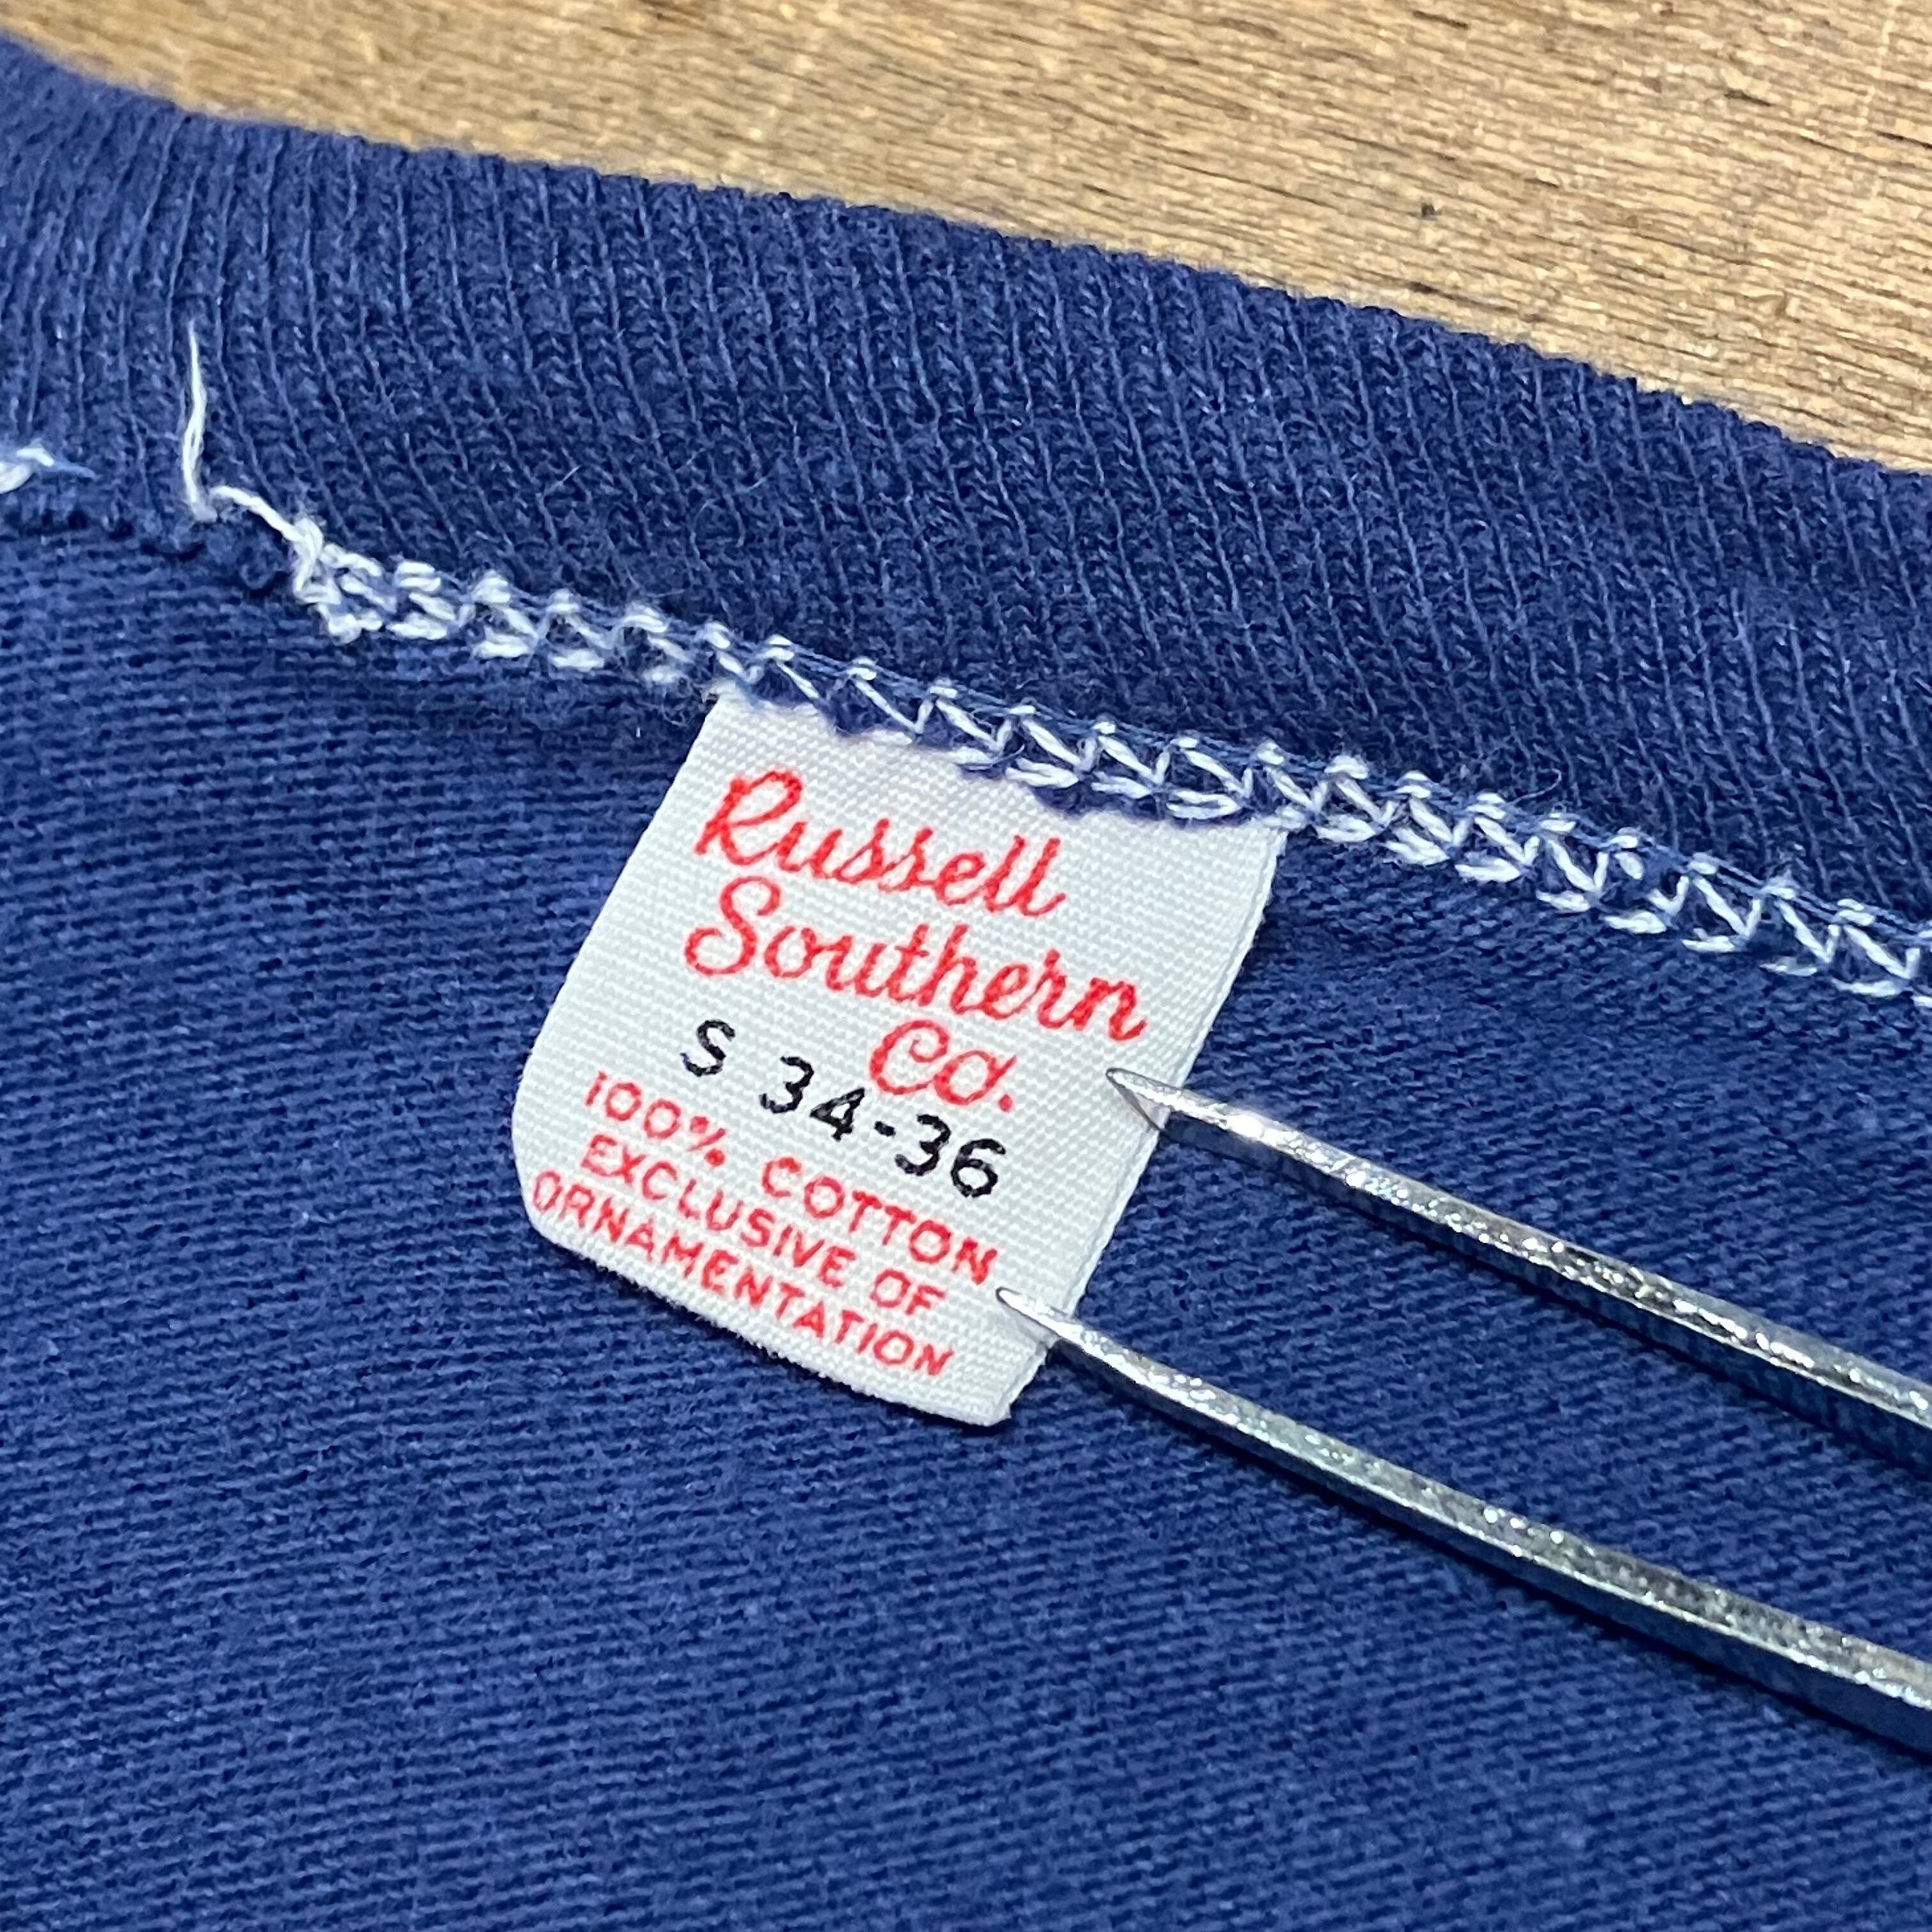 Russell
Southern
Co.
S 34-36
100% COTTON
EXCLUSIVE OF
ORNAMENTATION